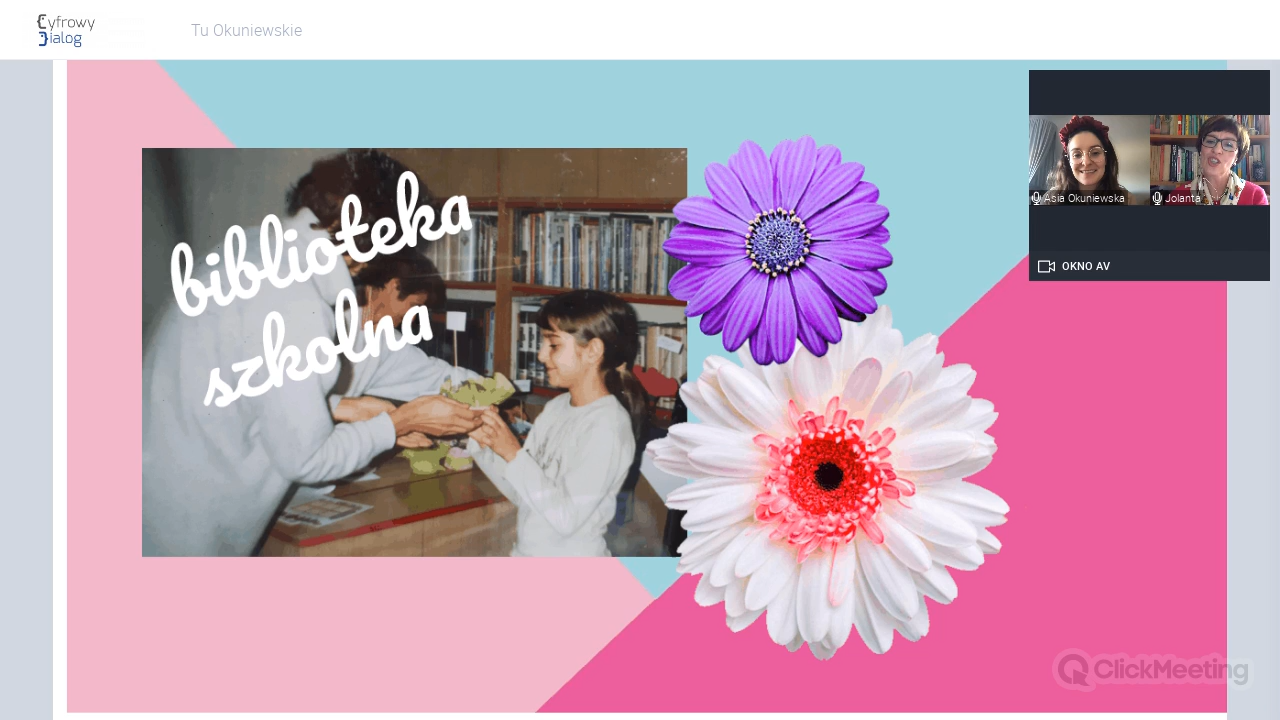 Cyfrowy
Dialog
Tu Okuniewskie
biblioteka
szkolna
Asia Okuniewska
Jolanta
OKNO AV
ClickMeeting